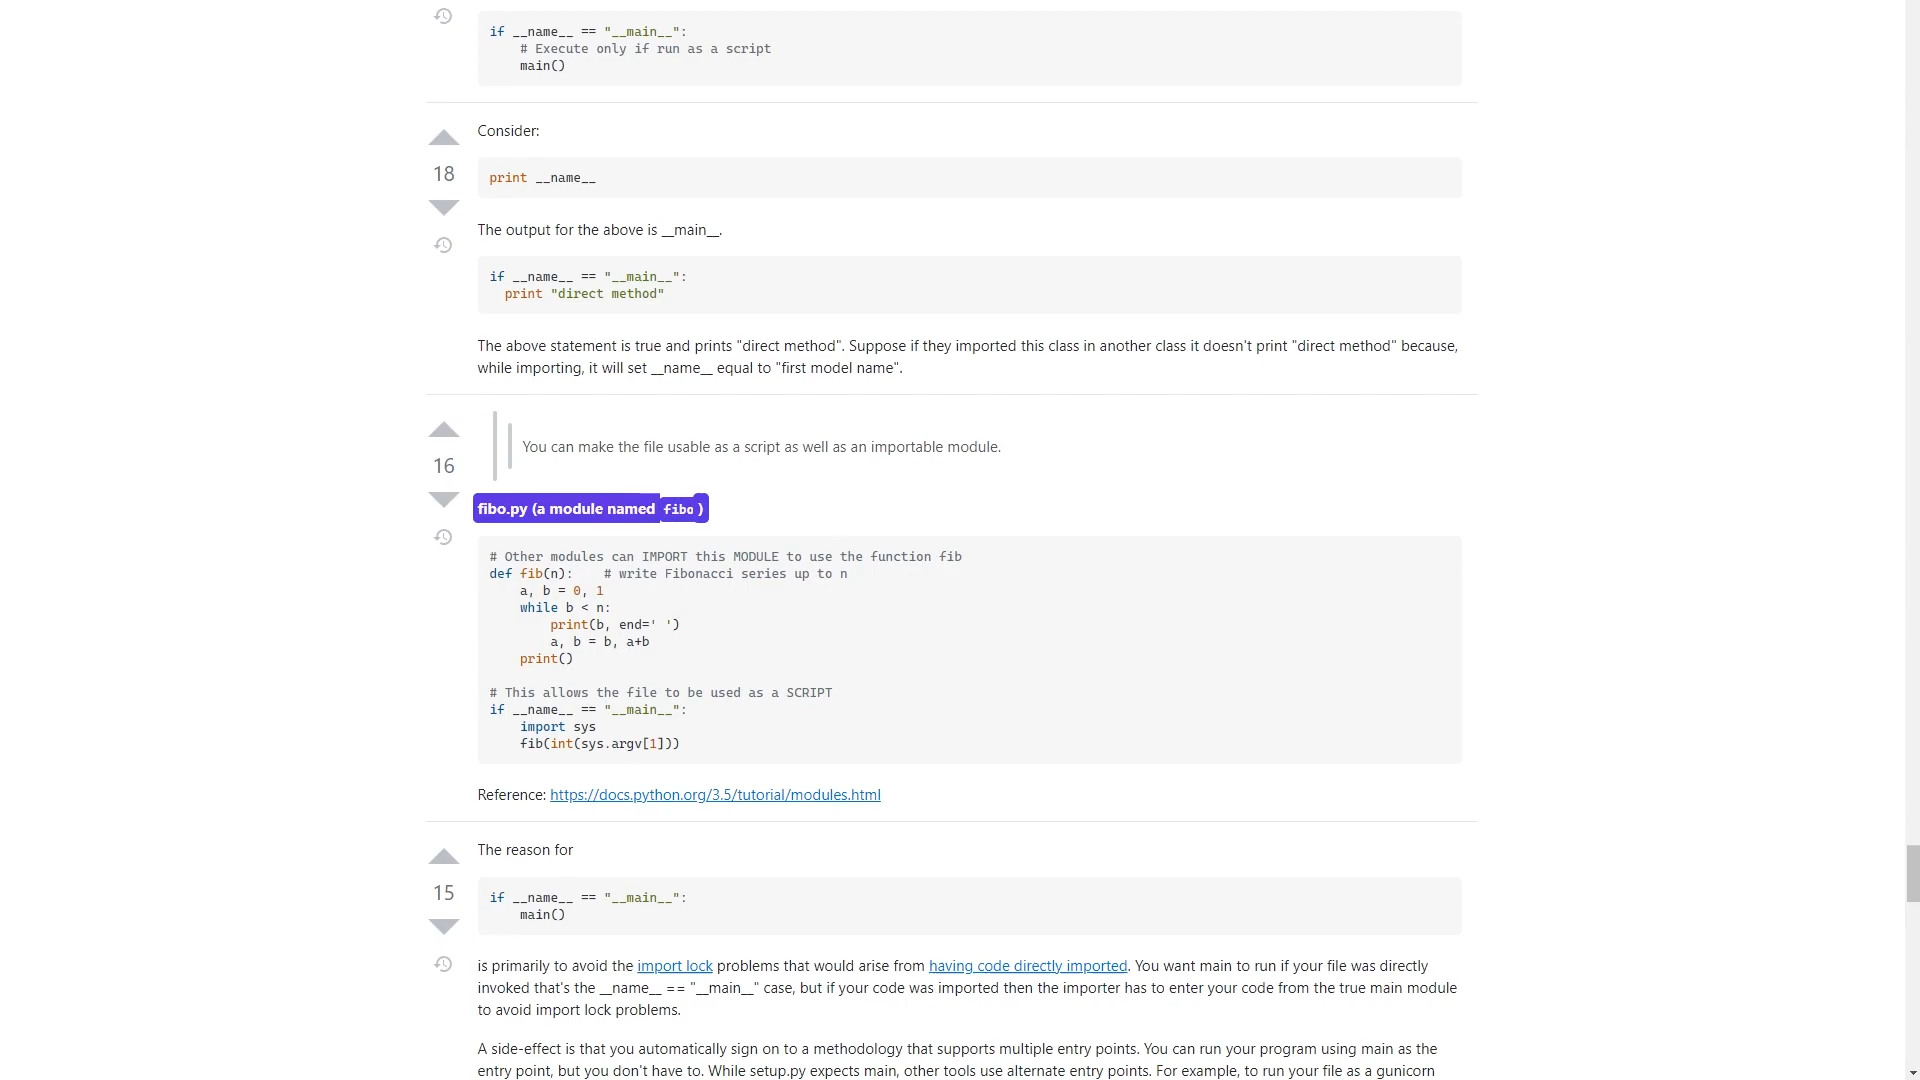 if __name__ == "__main__":
    # Execute only if run as a script
    main()
Consider:
18
print __name__
The output for the above is __main__.
if __name__ == "__main__":
  print "direct method"
The above statement is true and prints "direct method". Suppose if they imported this class in another class it doesn't print "direct method" because,
while importing, it will set __name__ equal to "first model name".
You can make the file usable as a script as well as an importable module.
16
fibo.py (a module named fibo)
# Other modules can IMPORT this MODULE to use the function fib
def fib(n):    # write Fibonacci series up to n
    a, b = 0, 1
    while b < n:
        print(b, end=' ')
        a, b = b, a+b
    print()
# This allows the file to be used as a SCRIPT
if __name__ == "__main__":
    import sys
    fib(int(sys.argv[1]))
Reference: https://docs.python.org/3.5/tutorial/modules.html
The reason for
15
if __name__ == "__main__":
    main()
is primarily to avoid the import lock problems that would arise from having code directly imported. You want main to run if your file was directly
invoked that's the __name__ == "__main__" case, but if your code was imported then the importer has to enter your code from the true main module
to avoid import lock problems.
A side-effect is that you automatically sign on to a methodology that supports multiple entry points. You can run your program using main as the
entry point, but you don't have to. While setup.py expects main, other tools use alternate entry points. For example, to run your file as a gunicorn